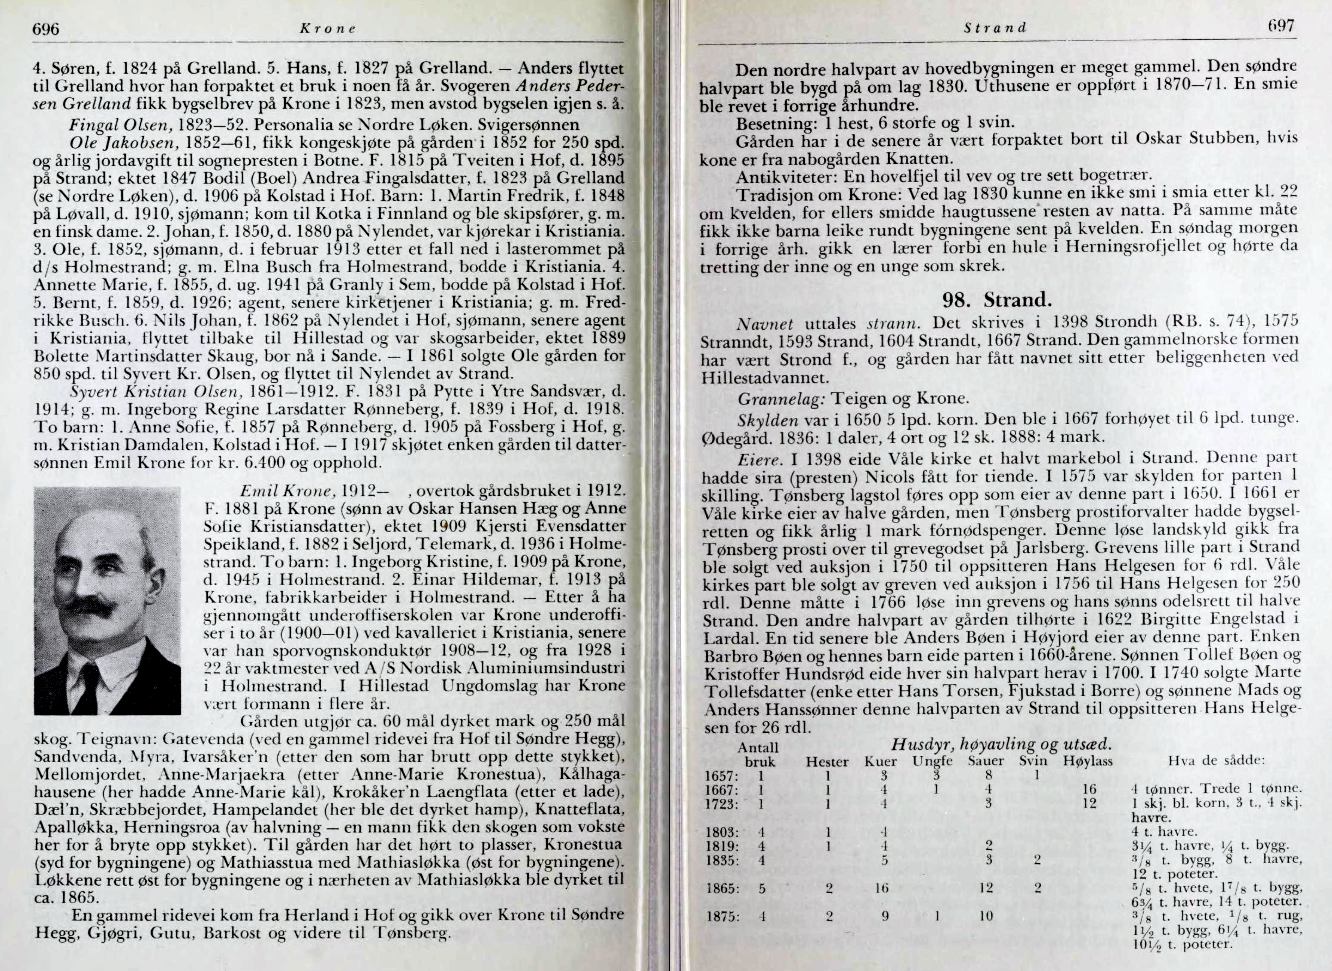 696 Krone
4. Søren, f. 1824 på Grelland. 5. Hans, f. 1827 på Grelland. — Anders flyttet
til Grelland hvor han forpaktet et bruk i noen få år. Svogeren Anders Peder-
sen Grelland fikk bygselbrev på Krone i 1823, men avstod bygselen igjen s. å.
Fingal Olsen, 1823—52. Personalia se Nordre Løken. Svigersønnen
Ole Jakobsen, 1852—61, fikk kongeskjøte på gården i 1852 for 250 spd.
og årlig jordavgift til sognepresten i Botne. F. 1815 på Tveiten i Hof, d. 1895
på Strand; ektet 1847 Bodil (Boel) Andrea Fingalsdatter, f. 1823 på Grelland
(se Nordre Løken), d. 1906 på Kolstad i Hof. Barn: 1. Martin Fredrik, f. 1848
på Løvall, d. 1910, sjømann; kom til Kotka i Finnland og ble skipsfører, g. m.
en finsk dame. 2. Johan, f. 1850, d. 1880 på Nylendet, var kjørekar i Kristiania.
3. Ole, f. 1852, sjømann, d. i februar 1913 etter et fall ned i lasterommet på
d/s Holmestrand; g. m. Elna Busch fra Holmestrand, bodde i Kristiania. 4.
Annette Marie, f. 1855, d. ug. 1941 på Granly i Sem, bodde på Kolstad i Hof.
5. Bernt, f. 1859, d. 1926; agent, senere kirketjener i Kristiania; g. m. Fred-
rikke Busch. 6. Nils Johan, f. 1862 på Nylendet i Hof, sjømann, senere agent
i Kristiania, flyttet tilbake til Hillestad og var skogsarbeider, ektet 1889
Bolette Martinsdatter Skaug, bor nå i Sande. — I 1861 solgte Ole gården for
850 spd. til Syvert Kr. Olsen, og flyttet til Nylendet av Strand.
Syvert Kristian Olsen, 1861—1912. F. 1831 på Pytte i Ytre Sandsvær, d.
1914; g. m. Ingeborg Regine Larsdatter Rønneberg, f. 1839 i Hof, d. 1918.
To barn: 1. Anne Sofie, f. 1857 på Rønneberg, d. 1905 på Fossberg i Hof, g.
m. Kristian Damdalen, Kolstad i Hof. — I 1917 skjøtet enken gården til datter-
sønnen Emil Krone for kr. 6.400 og opphold.
Emil Krone, 1912— , overtok gårdsbruket i 1912.
F. 1881 på Krone (sønn av Oskar Hansen Hæg og Anne
Sofie Kristiansdatter), ektet 1909 Kjersti Evensdatter
Speikland, f. 1882 i Seljord, Telemark, d. 1936 i Holme-
strand. To barn: 1. Ingeborg Kristine, f. 1909 på Krone,
d. 1945 i Holmestrand. 2. Einar Hildemar, f. 1913 på
Krone, fabrikkarbeider i Holmestrand. — Etter å ha
gjennomgått underoffiserskolen var Krone underoffi-
ser i to år (1900—01) ved kavalleriet i Kristiania, senere
var han sporvognskonduktør 1908—12, og fra 1928 i
22 år vaktmester ved A/S Nordisk Aluminiumsindustri
i Holmestrand. I Hillestad Ungdomslag har Krone
vært formann i flere år.
Gården utgjør ca. 60 mål dyrket mark og 250 mål
skog. Teignavn: Gatevenda (ved en gammel ridevei fra Hof til Søndre Hegg),
Sandvenda, Myra, Ivarsåker'n (etter den som har brutt opp dette stykket),
Mellomjordet, Anne-Marjaekra (etter Anne-Marie Kronestua), Kålhaga-
hausene (her hadde Anne-Marie kål), Krokåker'n Laengflata (etter et lade),
Dæl'n, Skræbbejordet, Hampelandet (her ble det dyrket hamp), Knatteflata,
Apalløkka, Herningsroa (av halvning — en mann fikk den skogen som vokste
her for å bryte opp stykket). Til gården har det hørt to plasser, Kronestua
(syd for bygningene) og Mathiasstua med Mathiasløkka (øst for bygningene).
Løkkene rett øst for bygningene og i nærheten av Mathiasløkka ble dyrket til
ca. 1865.
En gammel ridevei kom fra Herland i Hof og gikk over Krone til Søndre
Hegg, Gjøgri, Gutu, Barkost og videre til Tønsberg.
Strand 697
Den nordre halvpart av hovedbygningen er meget gammel. Den søndre
halvpart ble bygd på om lag 1830. Uthusene er oppført i 1870—71. En smie
ble revet i forrige århundre.
Besetning: 1 hest, 6 storfe og 1 svin.
Gården har i de senere år vært forpaktet bort til Oskar Stubben, hvis
kone er fra nabogården Knatten.
Antikviteter: En hovelfjel til vev og tre sett bogetrær.
Tradisjon om Krone: Ved lag 1830 kunne en ikke smi i smia etter kl. 22
om kvelden, for ellers smidde haugtussene resten av natta. På samme måte
fikk ikke barna leike rundt bygningene sent på kvelden. En søndag morgen
i forrige årh. gikk en lærer forbi en hule i Herningsrofjellet og hørte da
tretting der inne og en unge som skrek.
98. Strand.
Navnet uttales strann. Det skrives i 1398 Strondh (RB. s. 74), 1575
Stranndt, 1593 Strand, 1604 Strandt, 1667 Strand. Den gammelnorske formen
har vært Strond f., og gården har fått navnet sitt etter beliggenheten ved
Hillestadvannet.
Grannelag: Teigen og Krone.
Skylden var i 1650 5 lpd. korn. Den ble i 1667 forhøyet til 6 lpd. tunge.
Ødegård. 1836: 1 daler, 4 ort og 12 sk. 1888: 4 mark.
Eiere. I 1398 eide Våle kirke et halvt markebol i Strand. Denne part
hadde sira (presten) Nicols fått for tiende. I 1575 var skylden for parten 1
skilling. Tønsberg lagstol føres opp som eier av denne part i 1650. I 1661 er
Våle kirke eier av halve gården, men Tønsberg prostiforvalter hadde bygsel-
retten og fikk årlig 1 mark fórnødspenger. Denne løse landskyld gikk fra
Tønsberg prosti over til grevegodset på Jarlsberg. Grevens lille part i Strand
ble solgt ved auksjon i 1750 til oppsitteren Hans Helgesen for 6 rdl. Våle
kirkes part ble solgt av greven ved auksjon i 1756 til Hans Helgesen for 250
rdl. Denne måtte i 1766 løse inn grevens og hans sønns odelsrett til halve
Strand. Den andre halvpart av gården tilhørte i 1622 Birgitte Engelstad i
Lardal. En tid senere ble Anders Bøen i Høyjord eier av denne part. Enken
Barbro Bøen og hennes barn eide parten i 1660-årene. Sønnen Tollef Bøen og
Kristoffer Hundsrød eide hver sin halvpart herav i 1700. I 1740 solgte Marte
Tollefsdatter (enke etter Hans Torsen, Fjukstad i Borre) og sønnene Mads og
Anders Hanssønner denne halvparten av Strand til oppsitteren Hans Helge-
sen for 26 rdl.
Antall Husdyr, høyavling og utsæd.
bruk Hester Kuer Ungfe Sauer Svin Høylass Hva de sådde:
1657: 1 1 3 3 8 1
1667: 1 1 4 1 4 16 4 tønner. Trede 1 tønne.
1723: 1 1 4 3 12 1 skj. bl. korn, 3 t., 4 skj.
havre.
1803: 4 1 4 4 t. havre.
1819: 4 1 4 2 3¼ t. havre, ¼ t. bygg.
1835: 4 5 3 2 ³/₈ t. bygg, 8 t. havre,
12 t. poteter.
1865: 5 2 16 12 2 ⁵/₈ t. hvete, 1⁷/₈ t. bygg,
6¾ t. havre, 14 t. poteter.
1875: 4 2 9 1 10 ³/₈ t. hvete, ¹/₈ t. rug,
1½ t. bygg, 6¼ t. havre,
10½ t. poteter.